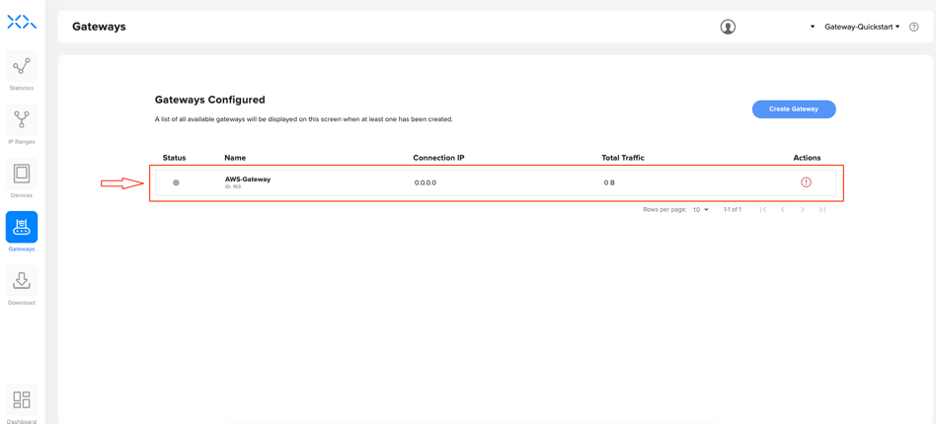 Gateways
Gateway-Quickstart
Statistics
IP Ranges
Devices
Gateways
Download
Dashboard
Gateways Configured
Create Gateway
A list of all available gateways will be displayed on this screen when at least one has been created.
Status Name Connection IP Total Traffic Actions
AWS-Gateway 0.0.0.0 0 B
ID: 153
Rows per page: 10 1-1 of 1